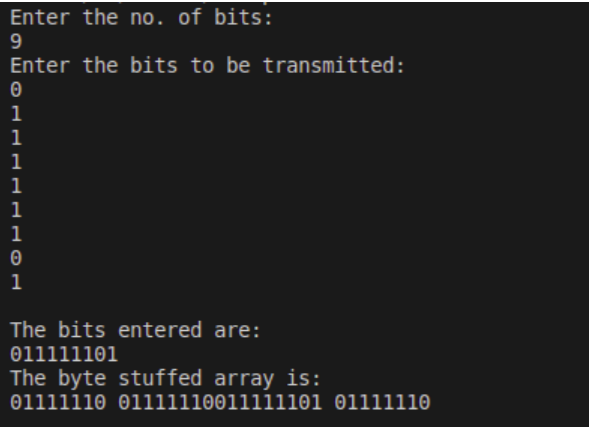 Enter the no. of bits:
9
Enter the bits to be transmitted:
0
1
1
1
1
1
1
0
1
The bits entered are:
011111101
The byte stuffed array is:
01111110 01111110011111101 01111110